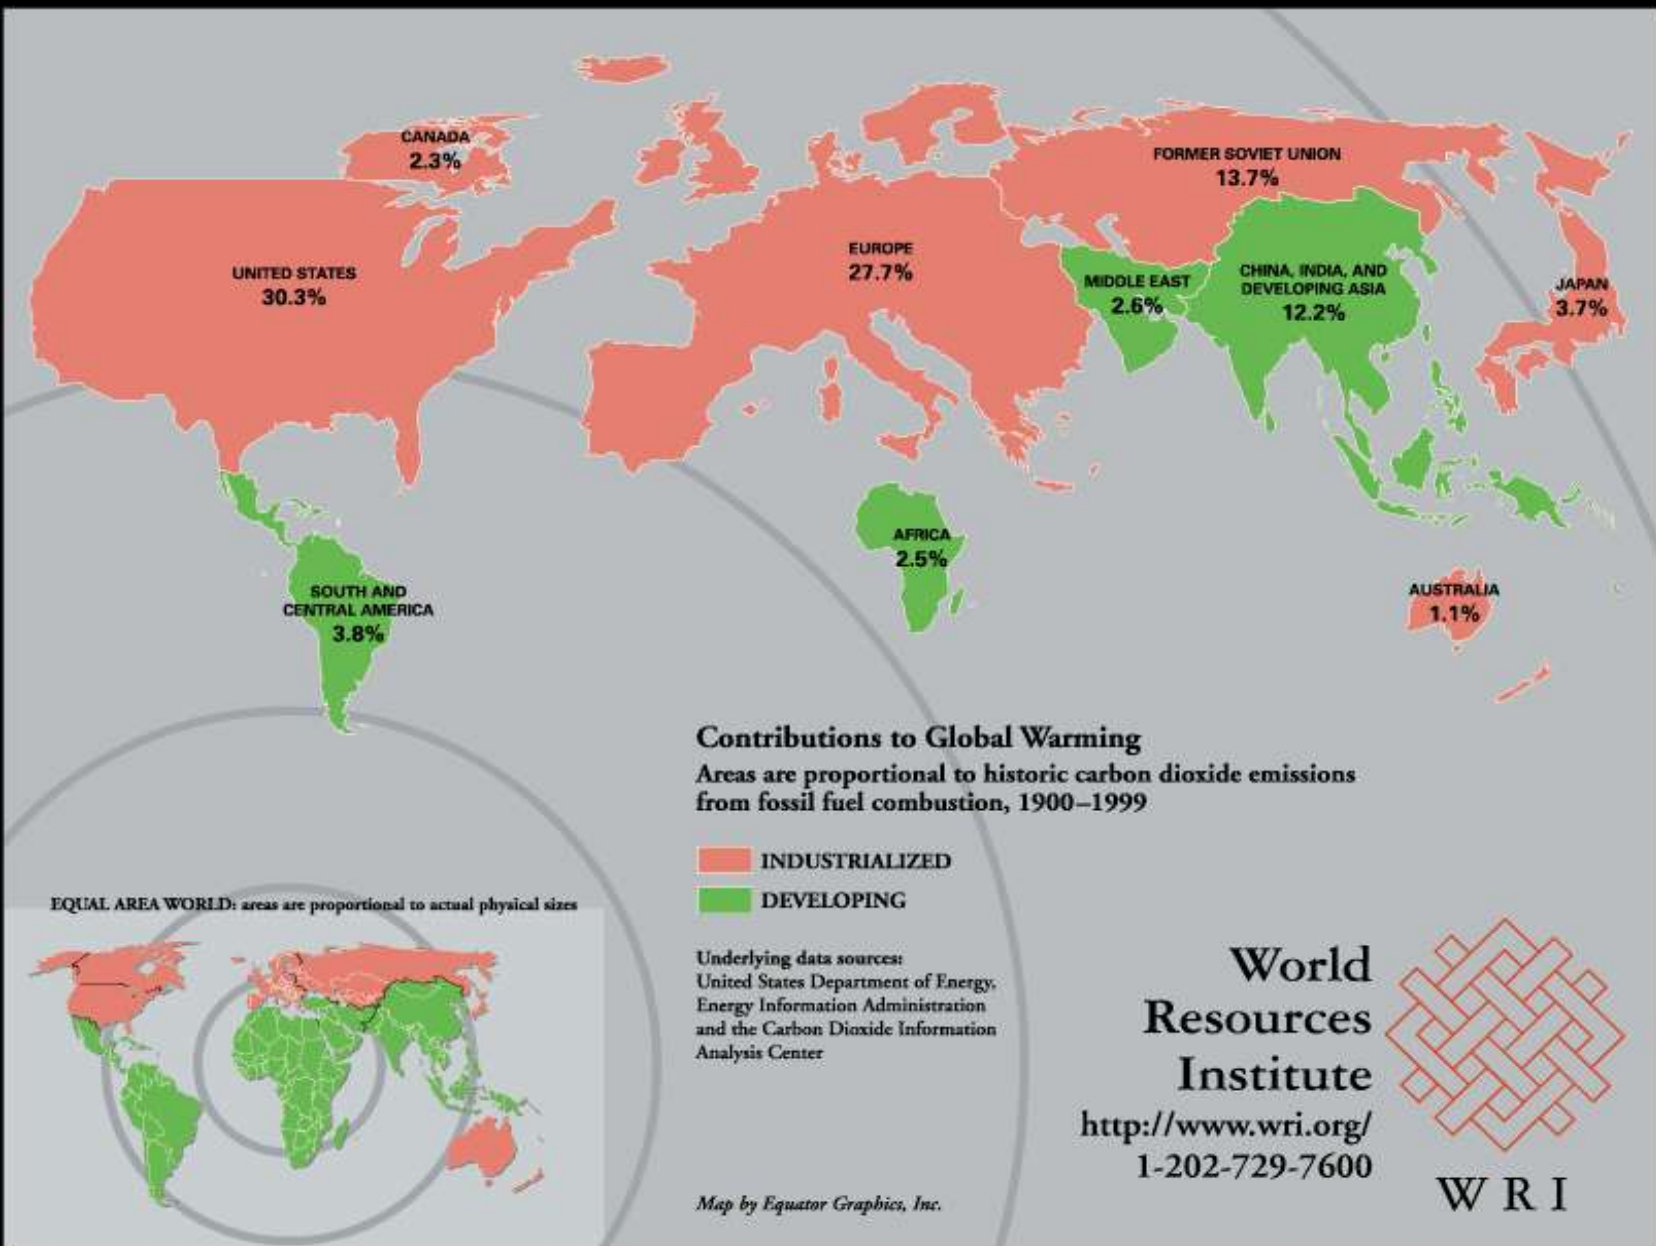 CANADA
2.3%
FORMER SOVIET UNION
13.7%
UNITED STATES
30.3%
EUROPE
27.7%
MIDDLE EAST
2.6%
CHINA, INDIA, AND
DEVELOPING ASIA
12.2%
JAPAN
3.7%
AFRICA
2.5%
SOUTH AND
CENTRAL AMERICA
3.8%
AUSTRALIA
1.1%
Contributions to Global Warming
Areas are proportional to historic carbon dioxide emissions
from fossil fuel combustion, 1900–1999
INDUSTRIALIZED
DEVELOPING
EQUAL AREA WORLD: areas are proportional to actual physical sizes
Underlying data sources:
United States Department of Energy,
Energy Information Administration
and the Carbon Dioxide Information
Analysis Center
Map by Equator Graphics, Inc.
World
Resources
Institute
http://www.wri.org/
1-202-729-7600
W R I